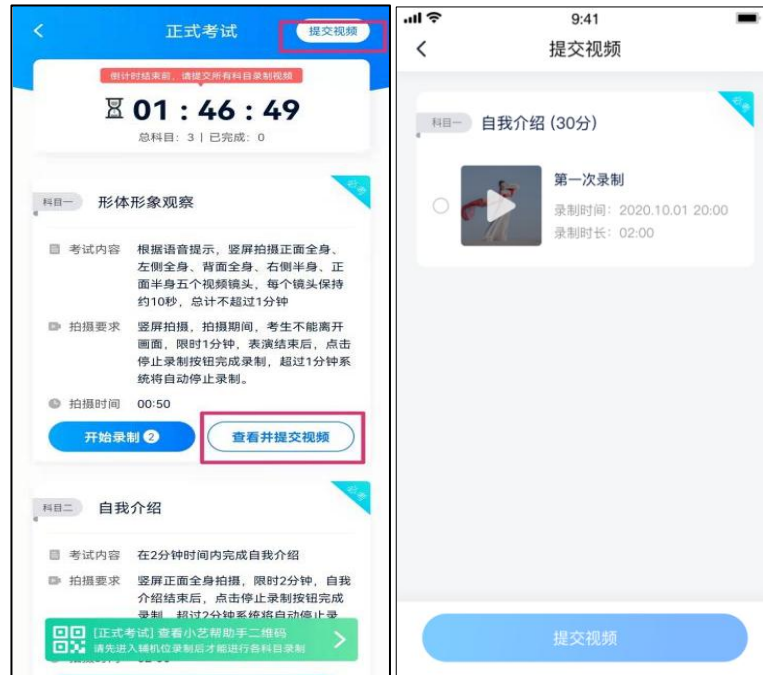 正式考试
提交视频
倒计时结束前，请提交所有科目录制视频
01 : 46 : 49
总科目：3 | 已完成：0
科目一
形体形象观察
必考
考试内容
根据语音提示，竖屏拍摄正面全身、
左侧全身、背面全身、右侧半身、正
面半身五个视频镜头，每个镜头保持
约10秒，总计不超过1分钟
拍摄要求
竖屏拍摄，拍摄期间，考生不能离开
画面，限时1分钟，表演结束后，点击
停止录制按钮完成录制，超过1分钟系
统将自动停止录制。
拍摄时间
00:50
开始录制 2
查看并提交视频
科目二
自我介绍
必考
考试内容
在2分钟时间内完成自我介绍
拍摄要求
竖屏正面全身拍摄，限时2分钟，自我
介绍结束后，点击停止录制按钮完成
录制，超过2分钟系统将自动停止录
[正式考试] 查看小艺帮助手二维码
请先进入辅机位录制后才能进行各科目录制
9:41
提交视频
科目一
自我介绍 (30分)
必考
第一次录制
录制时间：2020.10.01 20:00
录制时长：02:00
提交视频